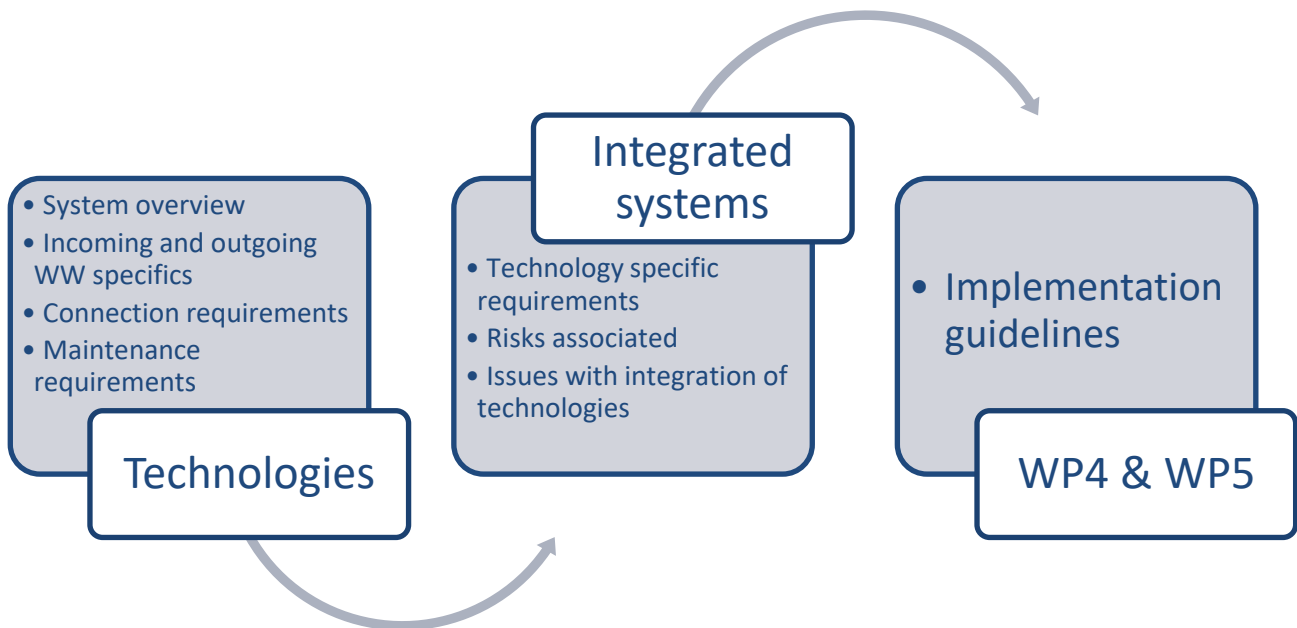 • System overview
• Incoming and outgoing
WW specifics
• Connection requirements
• Maintenance
requirements
Technologies
Integrated
systems
• Technology specific
requirements
• Risks associated
• Issues with integration of
technologies
• Implementation
guidelines
WP4 & WP5